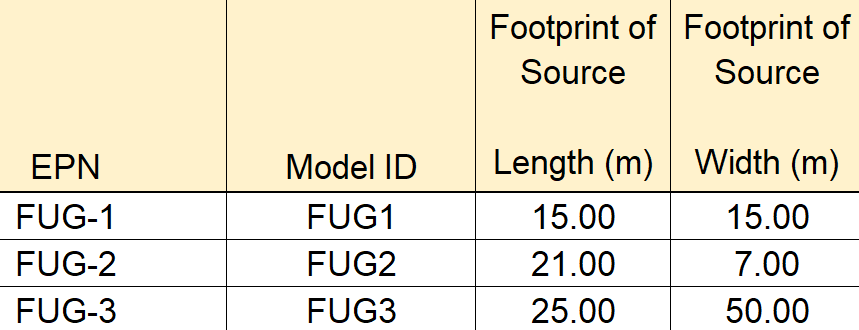 Footprint of Footprint of
Source Source
EPN Model ID Length (m) Width (m)
FUG-1 FUG1 15.00 15.00
FUG-2 FUG2 21.00 7.00
FUG-3 FUG3 25.00 50.00